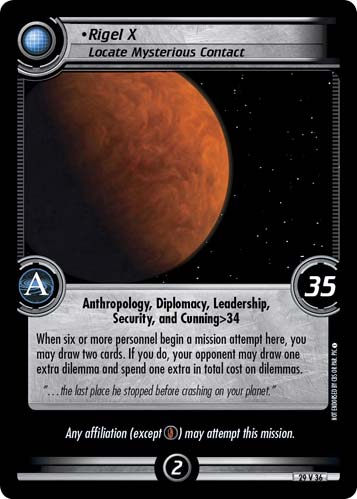 •Rigel X
Locate Mysterious Contact
A
35
Anthropology, Diplomacy, Leadership,
Security, and Cunning>34
When six or more personnel begin a mission attempt here, you
may draw two cards. If you do, your opponent may draw one
extra dilemma and spend one extra in total cost on dilemmas.
"…the last place he stopped before crashing on your planet."
Any affiliation (except ) may attempt this mission.
2
29 V 36